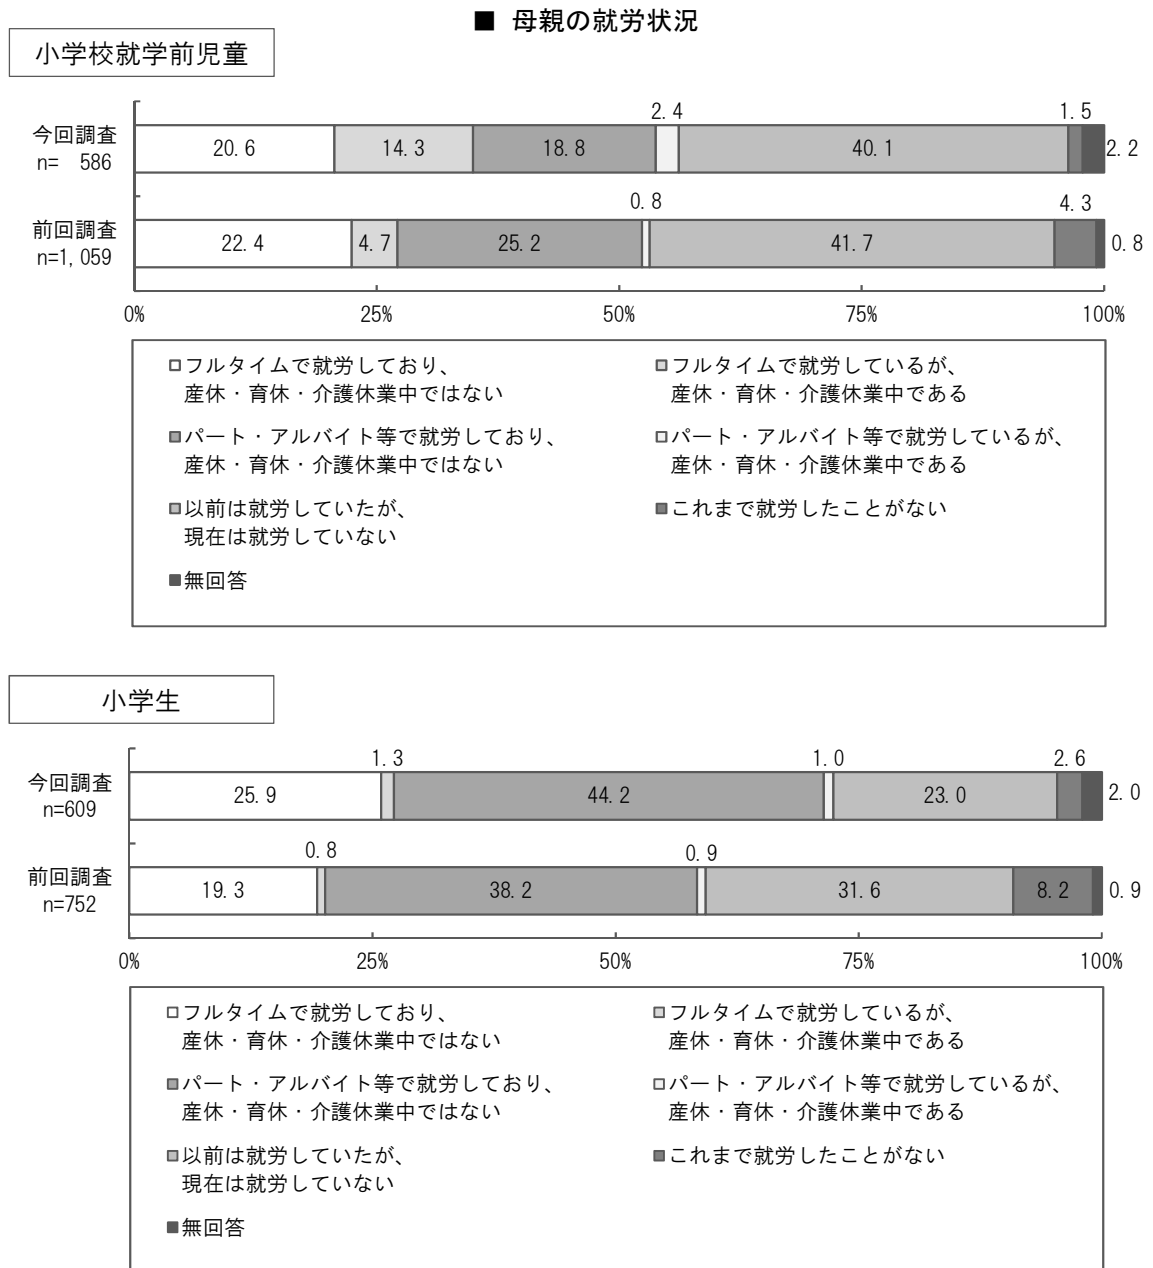 ■ 母親の就労状況
小学校就学前児童
2.4 1.5
今回調査
n= 586
20.6 14.3 18.8 40.1 2.2
0.8 4.3
前回調査
n=1,059
22.4 4.7 25.2 41.7 0.8
0% 25% 50% 75% 100%
フルタイムで就労しており、
産休・育休・介護休業中ではない
フルタイムで就労しているが、
産休・育休・介護休業中である
パート・アルバイト等で就労しており、
産休・育休・介護休業中ではない
パート・アルバイト等で就労しているが、
産休・育休・介護休業中である
以前は就労していたが、
現在は就労していない
これまで就労したことがない
無回答
小学生
1.3 1.0 2.6
今回調査
n=609
25.9 44.2 23.0 2.0
0.8 0.9
前回調査
n=752
19.3 38.2 31.6 8.2 0.9
0% 25% 50% 75% 100%
フルタイムで就労しており、
産休・育休・介護休業中ではない
フルタイムで就労しているが、
産休・育休・介護休業中である
パート・アルバイト等で就労しており、
産休・育休・介護休業中ではない
パート・アルバイト等で就労しているが、
産休・育休・介護休業中である
以前は就労していたが、
現在は就労していない
これまで就労したことがない
無回答